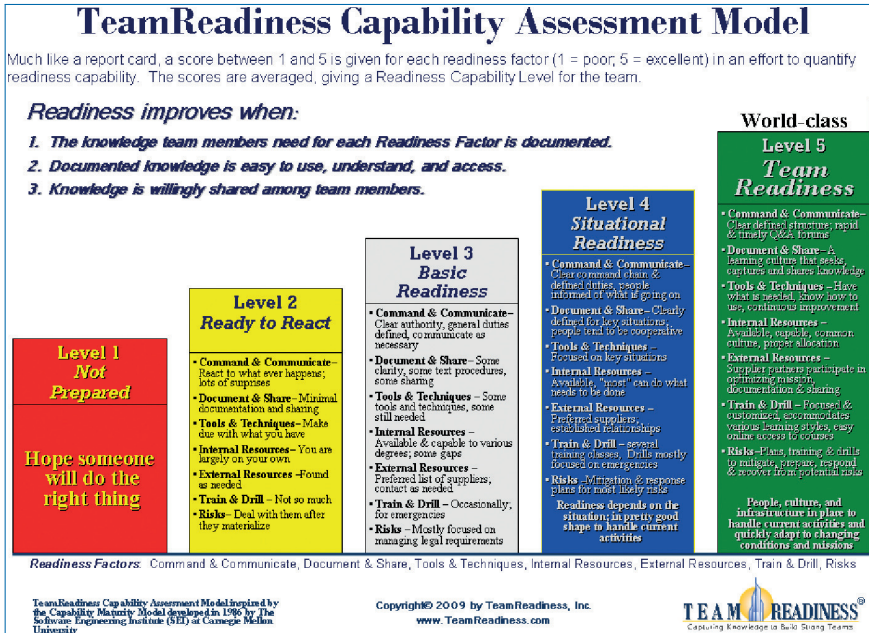 TeamReadiness Capability Assessment Model
Much like a report card, a score between 1 and 5 is given for each readiness factor (1 = poor; 5 = excellent) in an effort to quantify
readiness capability. The scores are averaged, giving a Readiness Capability Level for the team.
Readiness improves when:
1. The knowledge team members need for each Readiness Factor is documented.
2. Documented knowledge is easy to use, understand, and access.
3. Knowledge is willingly shared among team members.
Level 1
Not
Prepared
Hope someone
will do the
right thing
Level 2
Ready to React
• Command & Communicate–
React to what ever happens;
lots of surprises
• Document & Share– Minimal
documentation and sharing
• Tools & Techniques– Make
due with what you have
• Internal Resources– You are
largely on your own
• External Resources –Found
as needed
• Train & Drill – Not so much
• Risks– Deal with them after
they materialize
Level 3
Basic
Readiness
• Command & Communicate–
Clear authority, general duties
defined, communicate as
necessary
• Document & Share– Some
clarity, some text procedures,
some sharing
• Tools & Techniques – Some
tools and techniques, some
still needed
• Internal Resources –
Available & capable to various
degrees; some gaps
• External Resources –
Preferred list of suppliers;
contact as needed
• Train & Drill – Occasionally;
for emergencies
• Risks – Mostly focused on
managing legal requirements
Level 4
Situational
Readiness
• Command & Communicate–
Clear command chain &
defined duties, people
informed of what is going on
• Document & Share– Clearly
defined for key situations;
people tend to be cooperative
• Tools & Techniques –
Focused on key situations
• Internal Resources –
Available, "most" can do what
needs to be done
• External Resources –
Preferred suppliers,
established relationships
• Train & Drill – several
training classes, Drills mostly
focused on emergencies
• Risks –Mitigation & response
plans for most likely risks
Readiness depends on the
situation; in pretty good
shape to handle current
activities
World-class
Level 5
Team
Readiness
• Command & Communicate–
Clear defined structure; rapid
& timely Q&A forums
• Document & Share– A
learning culture that seeks,
captures and shares knowledge
• Tools & Techniques – Have
what is needed, know how to
use, continuous improvement
• Internal Resources –
Available, capable, common
culture, proper allocation
• External Resources –
Supplier partners participate in
optimizing mission,
documentation & sharing
• Train & Drill – Focused &
customized, accommodates
various learning styles, easy
online access to courses
• Risks–Plans, training & drills
to mitigate, prepare, respond
& recover from potential risks
People, culture, and
infrastructure in place to
handle current activities and
quickly adapt to changing
conditions and missions
Readiness Factors: Command & Communicate, Document & Share, Tools & Techniques, Internal Resources, External Resources, Train & Drill, Risks
TeamReadiness Capability Assessment Model inspired by
the Capability Maturity Model developed in 1986 by The
Software Engineering Institute (SEI) at Carnegie Mellon
University
Copyright© 2009 by TeamReadiness, Inc.
www.TeamReadiness.com
TEAM READINESS®
Capturing Knowledge to Build Strong Teams